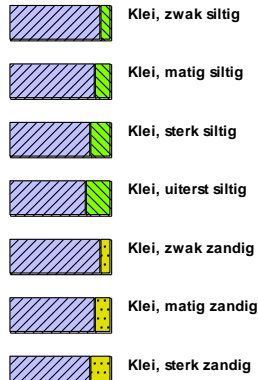 Klei, zwak siltig
Klei, matig siltig
Klei, sterk siltig
Klei, uiterst siltig
Klei, zwak zandig
Klei, matig zandig
Klei, sterk zandig